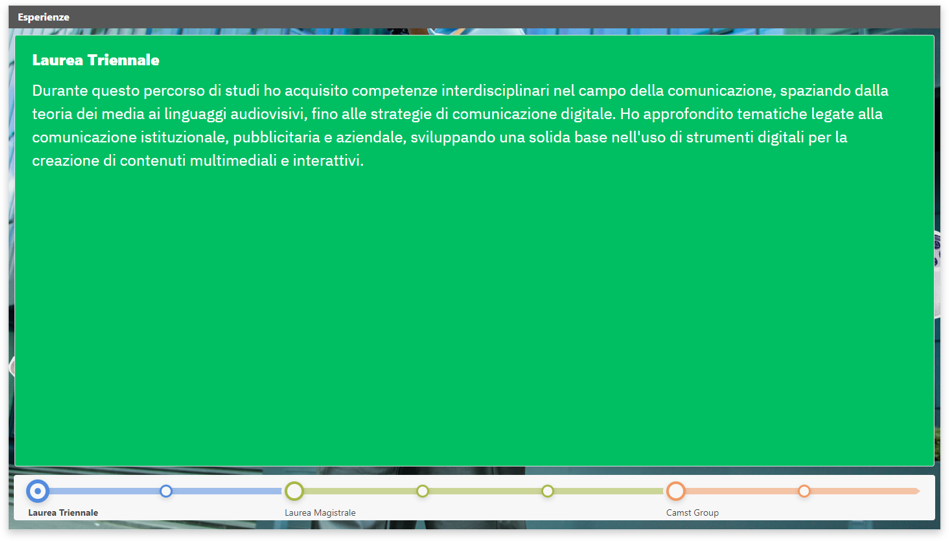 Esperienze
Laurea Triennale
Durante questo percorso di studi ho acquisito competenze interdisciplinari nel campo della comunicazione, spaziando dalla
teoria dei media ai linguaggi audiovisivi, fino alle strategie di comunicazione digitale. Ho approfondito tematiche legate alla
comunicazione istituzionale, pubblicitaria e aziendale, sviluppando una solida base nell'uso di strumenti digitali per la
creazione di contenuti multimediali e interattivi.
Laurea Triennale
Laurea Magistrale
Camst Group